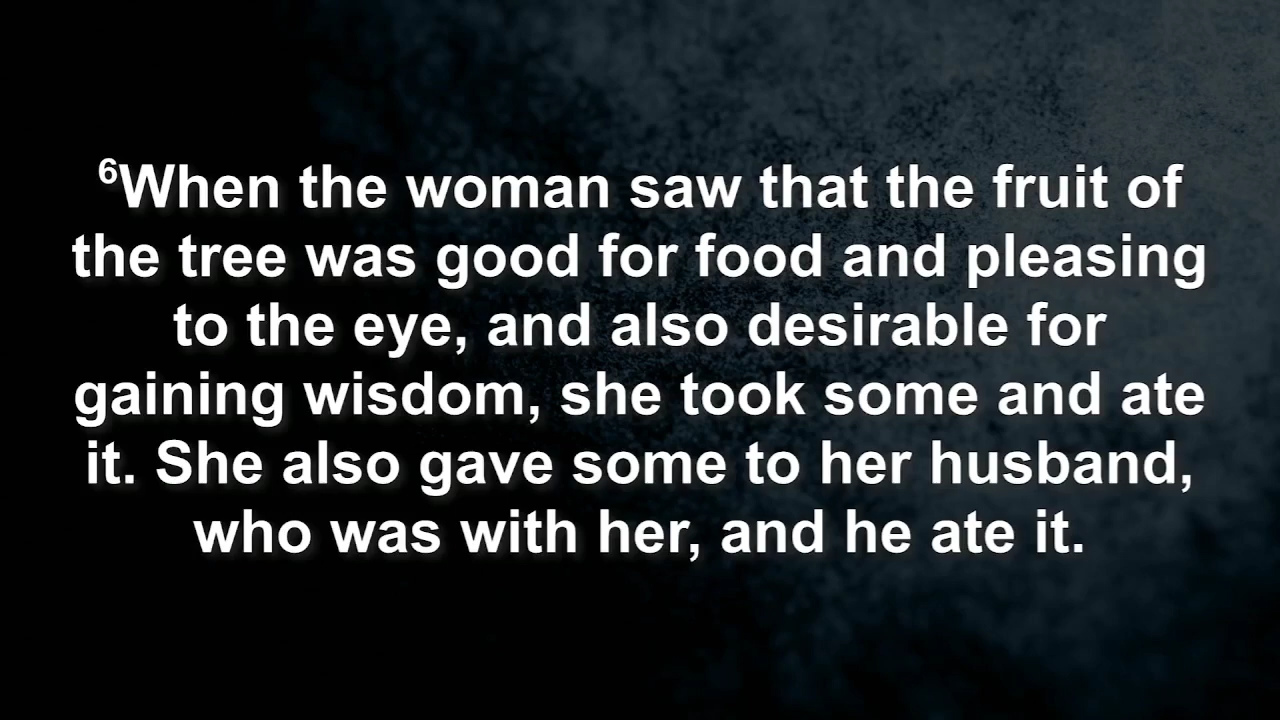 ⁶When the woman saw that the fruit of
the tree was good for food and pleasing
to the eye, and also desirable for
gaining wisdom, she took some and ate
it. She also gave some to her husband,
who was with her, and he ate it.